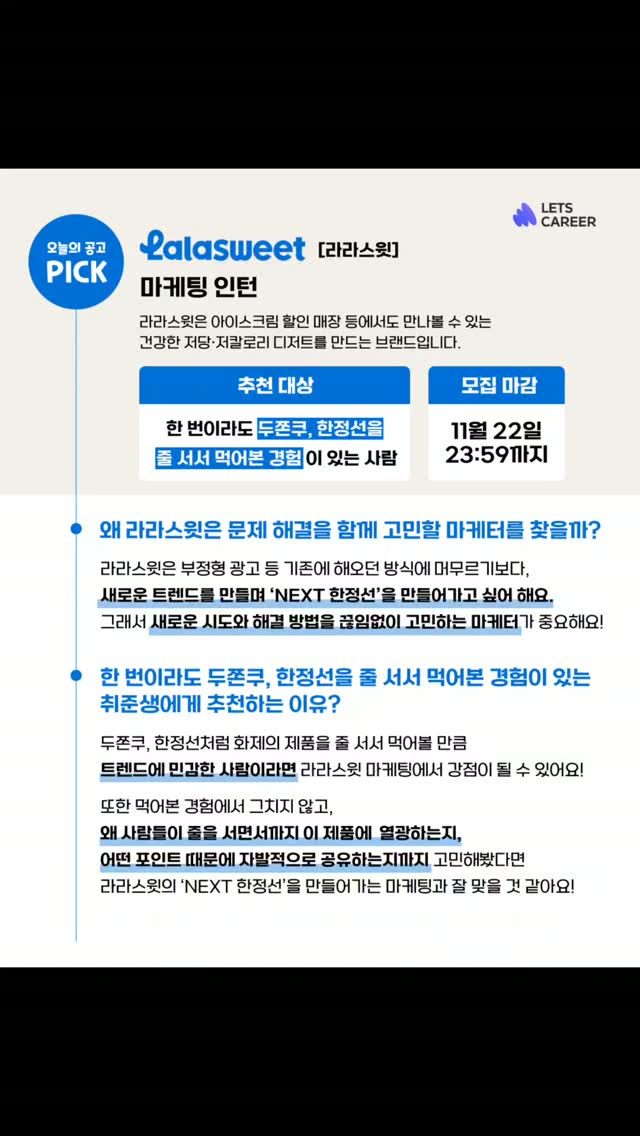 LETS
CAREER
오늘의 공고
PICK
Lalasweet [라라스윗]
마케팅 인턴
라라스윗은 아이스크림 할인 매장 등에서도 만나볼 수 있는
건강한 저당·저칼로리 디저트를 만드는 브랜드입니다.
추천 대상
한 번이라도 두쫀쿠, 한정선을
줄 서서 먹어본 경험이 있는 사람
모집 마감
11월 22일
23:59까지
왜 라라스윗은 문제 해결을 함께 고민할 마케터를 찾을까?
라라스윗은 부정형 광고 등 기존에 해오던 방식에 머무르기보다,
새로운 트렌드를 만들며 ‘NEXT 한정선’을 만들어가고 싶어 해요.
그래서 새로운 시도와 해결 방법을 끊임없이 고민하는 마케터가 중요해요!
한 번이라도 두쫀쿠, 한정선을 줄 서서 먹어본 경험이 있는
취준생에게 추천하는 이유?
두쫀쿠, 한정선처럼 화제의 제품을 줄 서서 먹어볼 만큼
트렌드에 민감한 사람이라면 라라스윗 마케팅에서 강점이 될 수 있어요!
또한 먹어본 경험에서 그치지 않고,
왜 사람들이 줄을 서면서까지 이 제품에 열광하는지,
어떤 포인트 때문에 자발적으로 공유하는지까지 고민해봤다면
라라스윗의 ‘NEXT 한정선’을 만들어가는 마케팅과 잘 맞을 것 같아요!